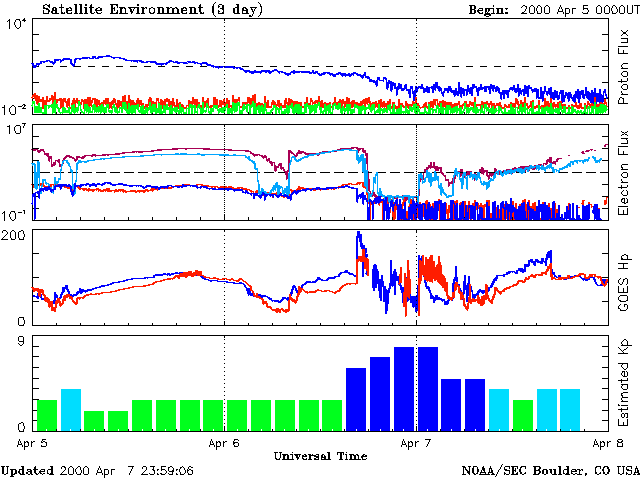 Satellite Environment (3 day)
Begin: 2000 Apr 5 0000UT
10⁴
10⁻²
Proton Flux
10⁷
10⁻¹
Electron Flux
200
0
GOES Hp
9
0
Estimated Kp
Apr 5
Apr 6
Apr 7
Apr 8
Universal Time
Updated 2000 Apr 7 23:59:06
NOAA/SEC Boulder, CO USA